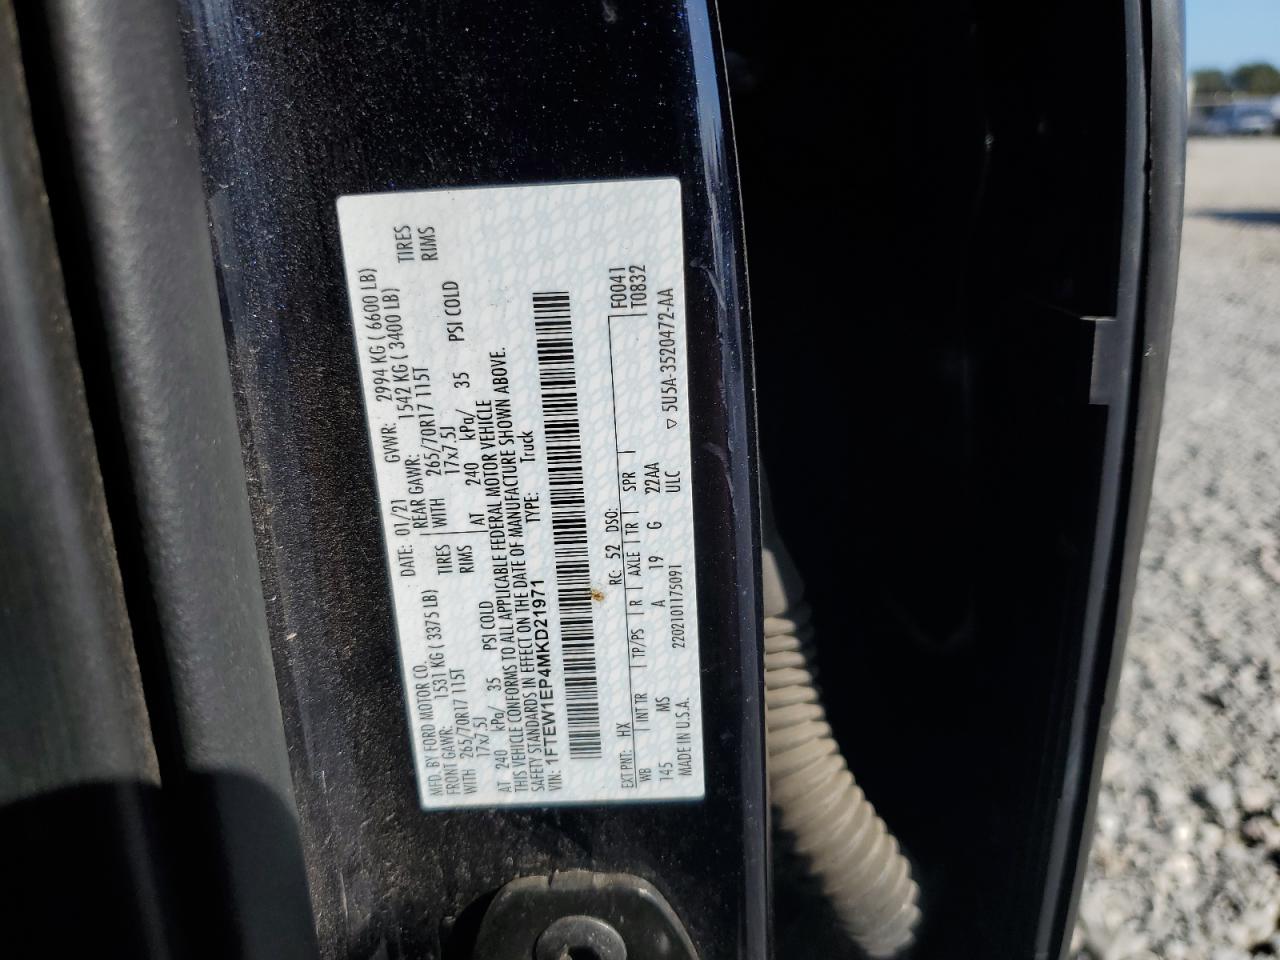 MFD. BY FORD MOTOR CO.
DATE: 01/21 GVWR: 2994 KG ( 6600 LB)
FRONT GAWR: 1531 KG ( 3375 LB) REAR GAWR: 1542 KG ( 3400 LB)
WITH 265/70R17 115T TIRES WITH 265/70R17 115T TIRES
17x7.5J RIMS 17x7.5J RIMS
AT 240 kPa/ 35 PSI COLD AT 240 kPa/ 35 PSI COLD
THIS VEHICLE CONFORMS TO ALL APPLICABLE FEDERAL MOTOR VEHICLE
SAFETY STANDARDS IN EFFECT ON THE DATE OF MANUFACTURE SHOWN ABOVE.
VIN: 1FTEW1EP4MKD21971 TYPE: Truck
F0041
EXT PNT: HX RC: 52 DSO: T0832
WB INT TR TP/PS R AXLE TR SPR
145 MS A 19 G 22AA
MADE IN U.S.A. 2202101175091 ULC ▽ 5U5A-3520472-AA